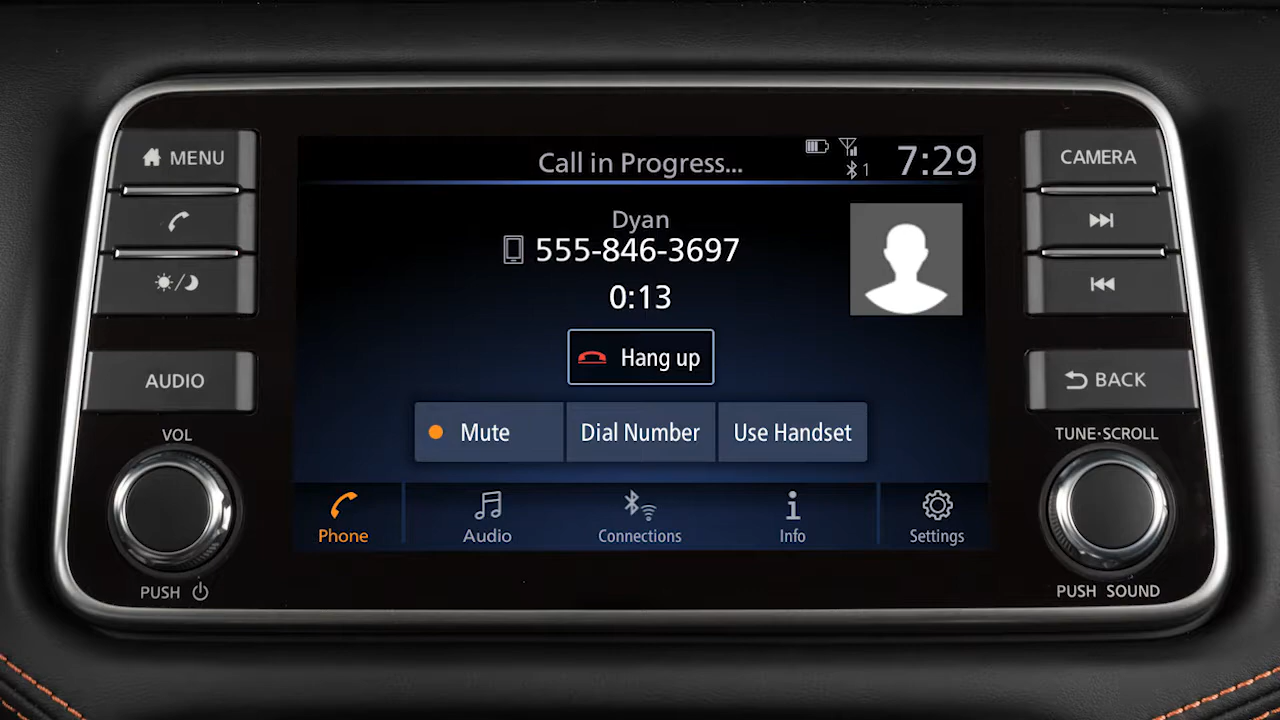 MENU
AUDIO
VOL
PUSH
Call in Progress...
1
7:29
Dyan
555-846-3697
0:13
Hang up
Mute
Dial Number
Use Handset
Phone
Audio
Connections
Info
Settings
CAMERA
BACK
TUNE·SCROLL
PUSH SOUND